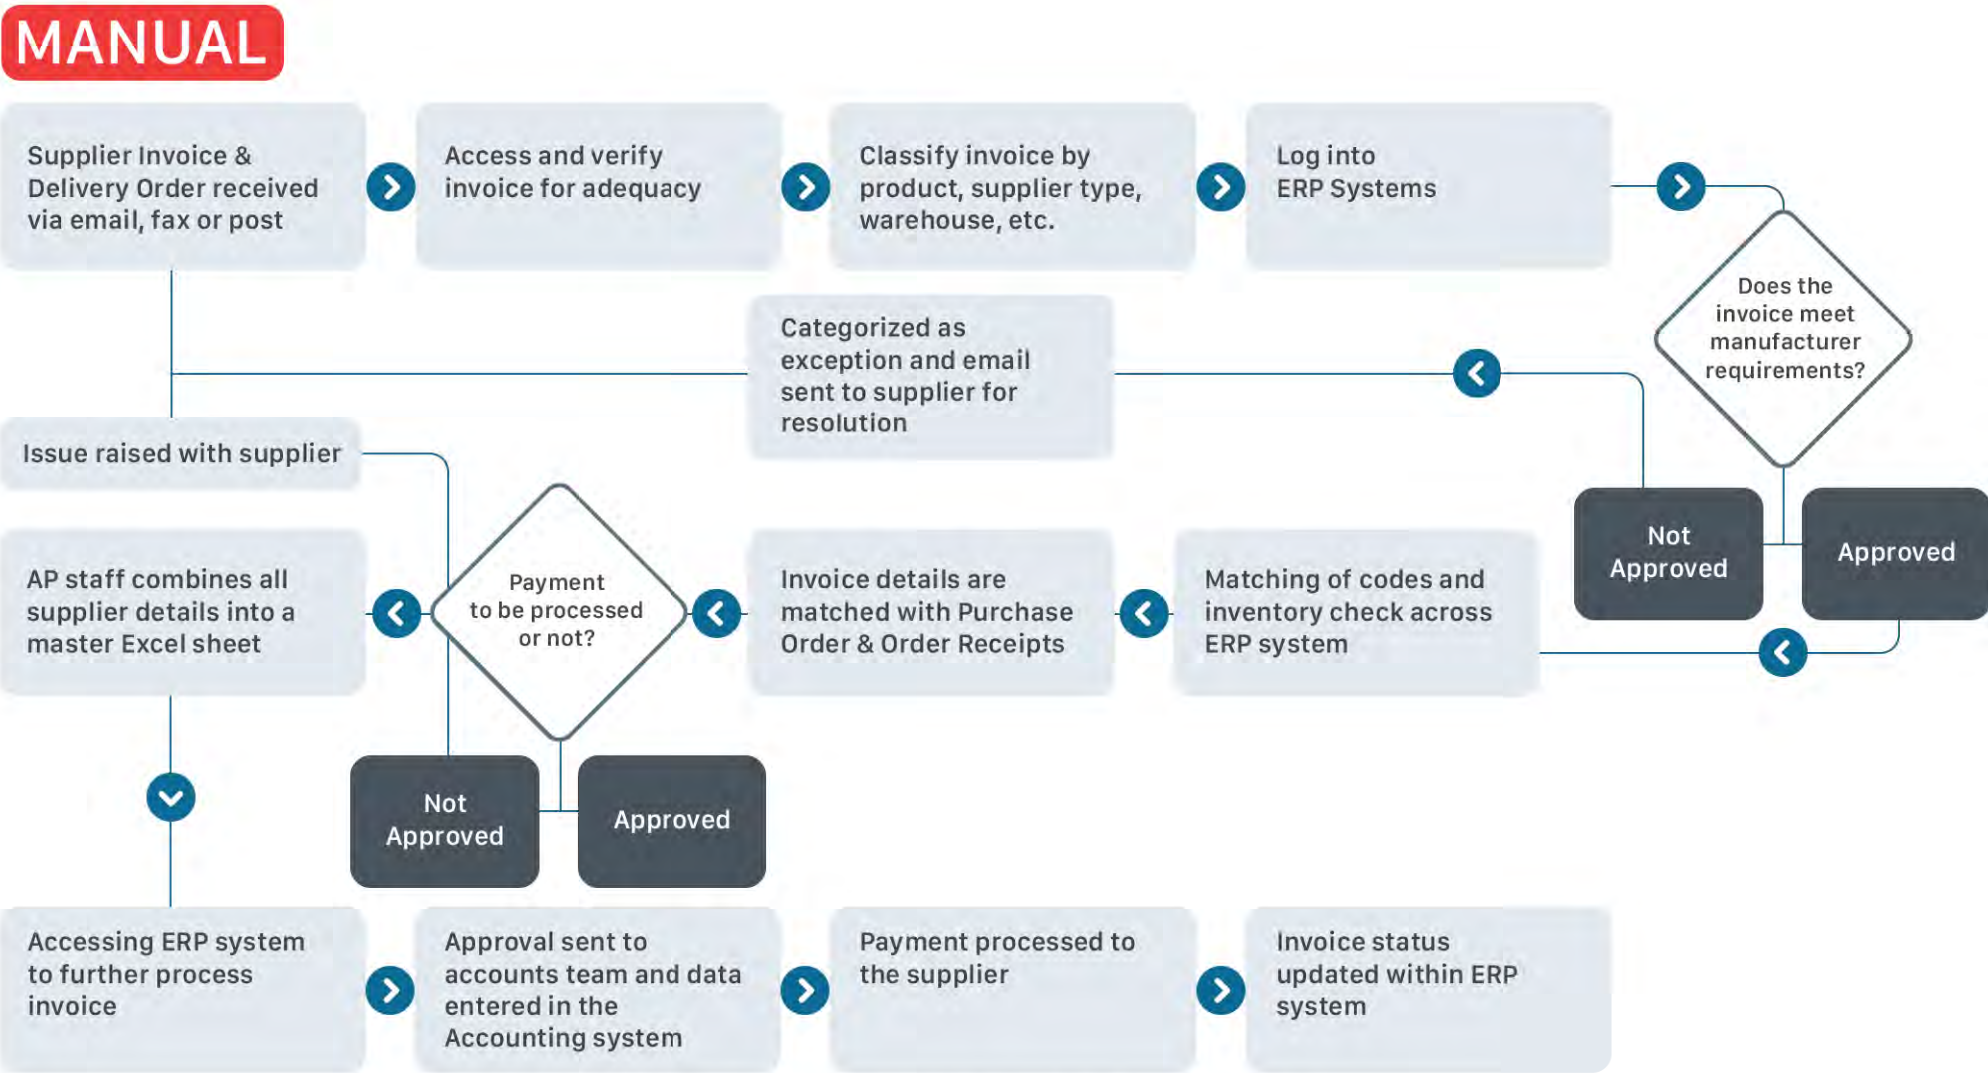 MANUAL
Supplier Invoice &
Delivery Order received
via email, fax or post
Access and verify
invoice for adequacy
Classify invoice by
product, supplier type,
warehouse, etc.
Log into
ERP Systems
Does the
invoice meet
manufacturer
requirements?
Categorized as
exception and email
sent to supplier for
resolution
Issue raised with supplier
Not
Approved
Approved
AP staff combines all
supplier details into a
master Excel sheet
Payment
to be processed
or not?
Invoice details are
matched with Purchase
Order & Order Receipts
Matching of codes and
inventory check across
ERP system
Not
Approved
Approved
Accessing ERP system
to further process
invoice
Approval sent to
accounts team and data
entered in the
Accounting system
Payment processed to
the supplier
Invoice status
updated within ERP
system